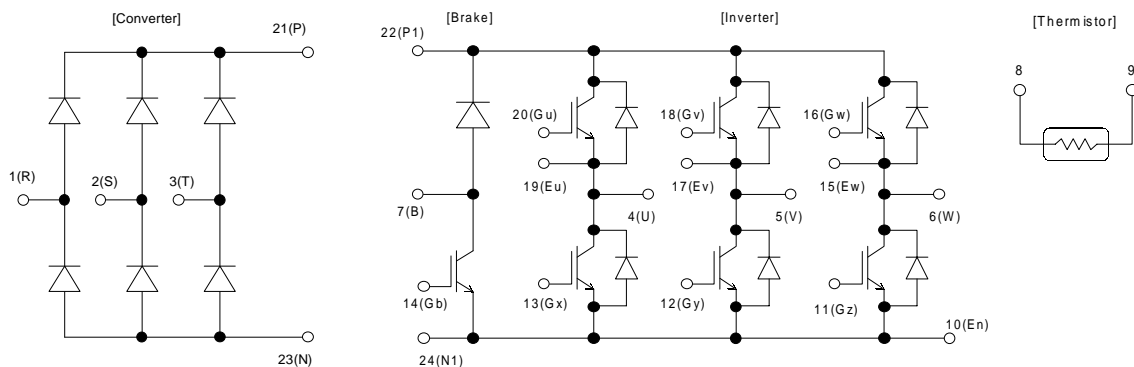 [Converter]
[Brake]
[Inverter]
[Thermistor]
21(P)
22(P1)
8
9
20(Gu)
18(Gv)
16(Gw)
1(R)
2(S)
3(T)
19(Eu)
17(Ev)
15(Ew)
7(B)
4(U)
5(V)
6(W)
14(Gb)
13(Gx)
12(Gy)
11(Gz)
10(En)
23(N)
24(N1)